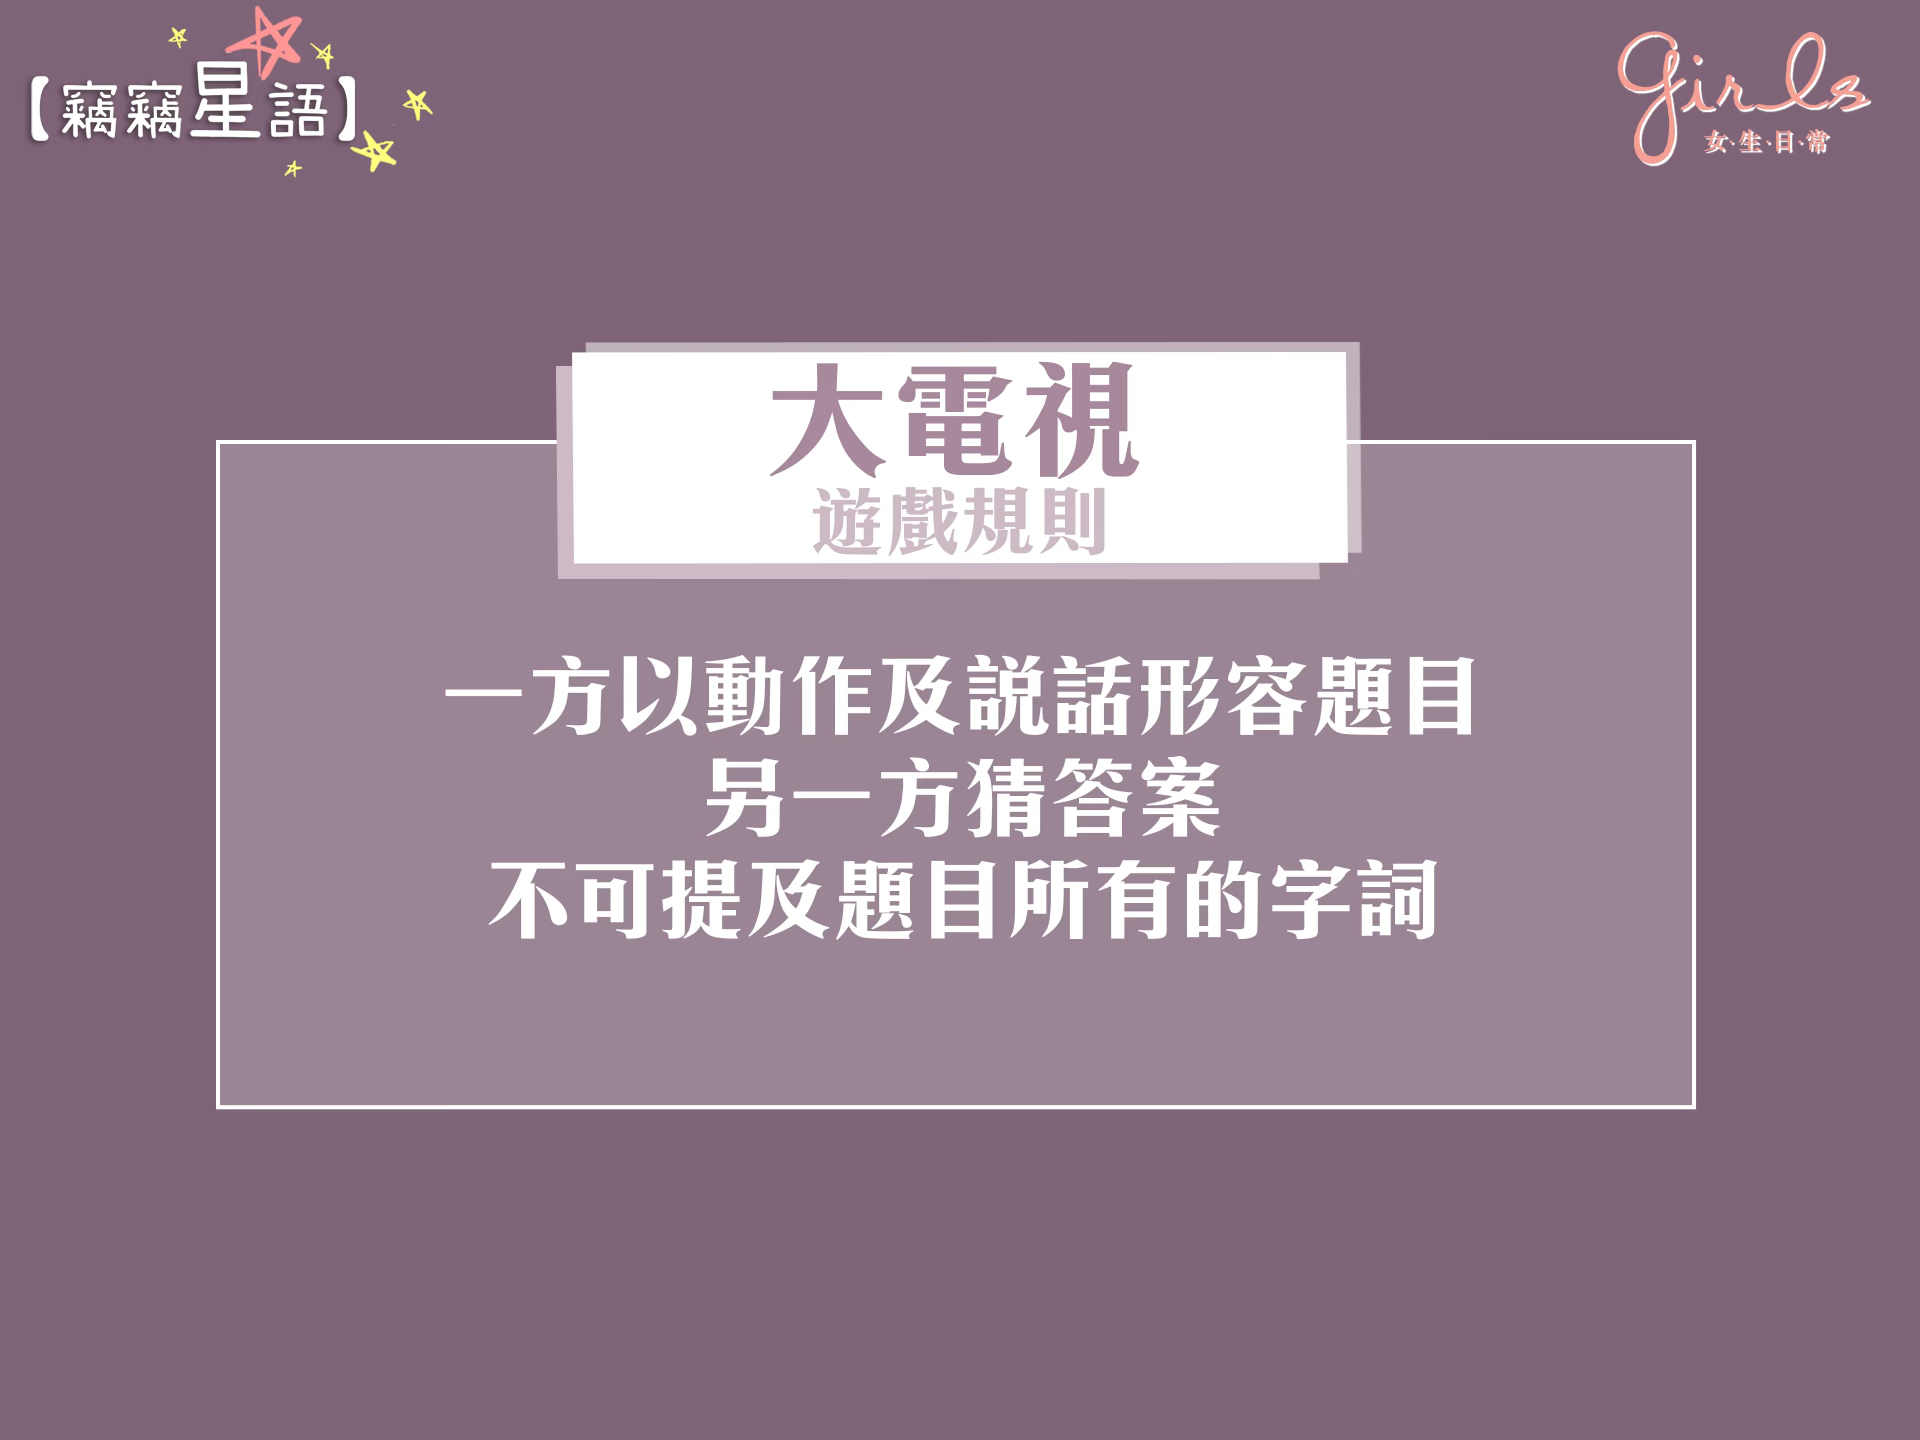 【竊竊星語】
girls
女·生·日·常
大電視
遊戲規則
一方以動作及說話形容題目
另一方猜答案
不可提及題目所有的字詞